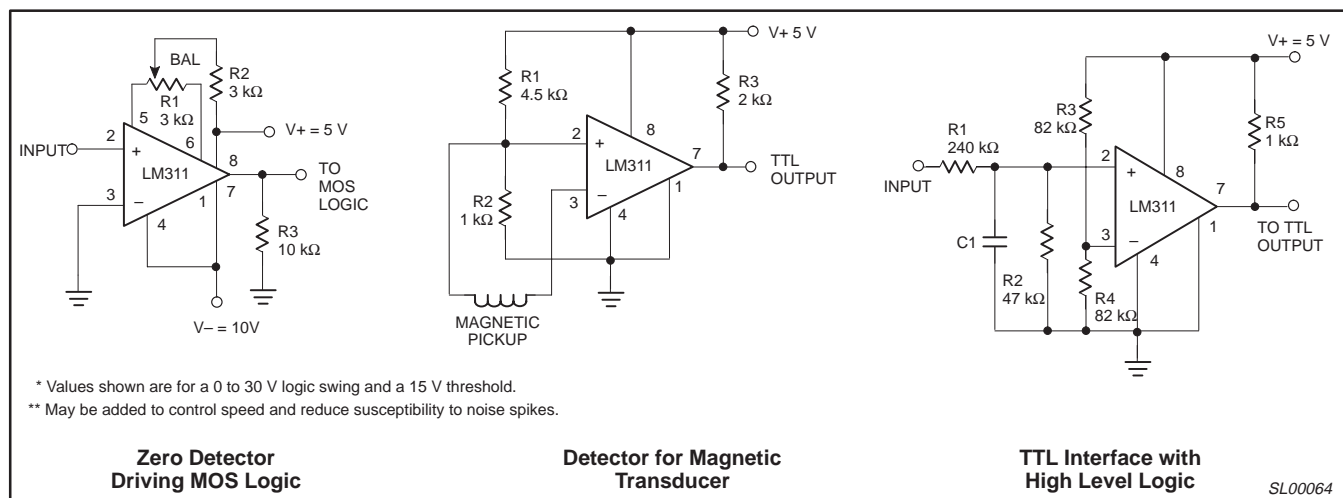 BAL
R1
3 kΩ
R2
3 kΩ
5
6
V+ = 5 V
INPUT
2
+
LM311
8
7
TO
MOS
LOGIC
3
–
1
4
R3
10 kΩ
V– = 10V
V+ 5 V
R1
4.5 kΩ
R3
2 kΩ
8
2
+
LM311
7
TTL
OUTPUT
R2
1 kΩ
3
–
1
4
MAGNETIC
PICKUP
V+ = 5 V
R3
82 kΩ
R5
1 kΩ
R1
240 kΩ
INPUT
2
+
8
LM311
7
TO TTL
OUTPUT
C1
3
–
1
4
R2
47 kΩ
R4
82 kΩ
* Values shown are for a 0 to 30 V logic swing and a 15 V threshold.
** May be added to control speed and reduce susceptibility to noise spikes.
Zero Detector
Driving MOS Logic
Detector for Magnetic
Transducer
TTL Interface with
High Level Logic
SL00064